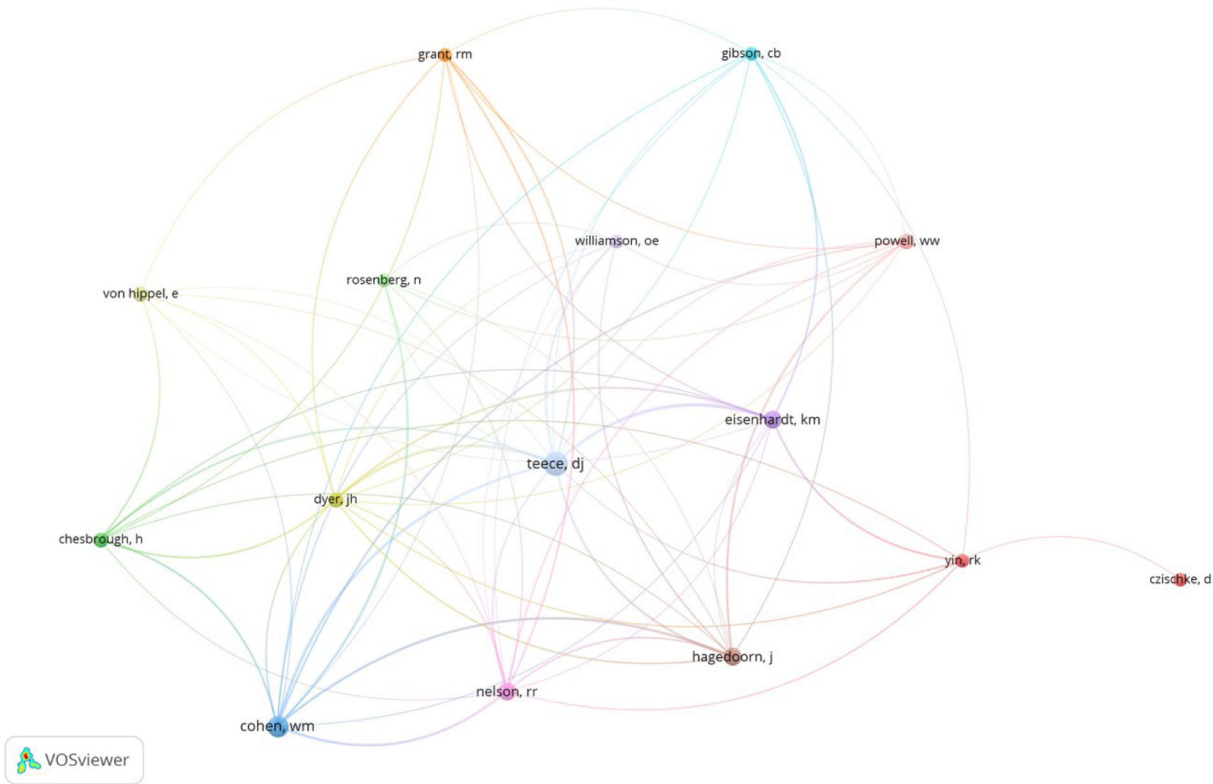 grant, rm
gibson, cb
williamson, oe
powell, ww
rosenberg, n
von hippel, e
eisenhardt, km
teece, dj
dyer, jh
chesbrough, h
yin, rk
czischke, d
hagedoorn, j
nelson, rr
cohen, wm
VOSviewer